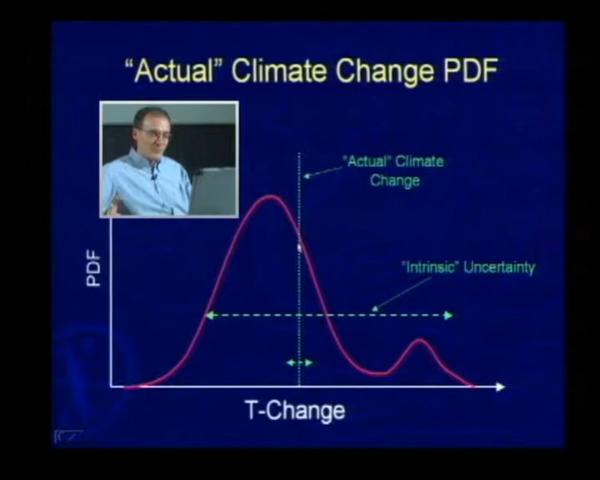 "Actual" Climate Change PDF
"Actual" Climate
Change
"Intrinsic" Uncertainty
PDF
T-Change